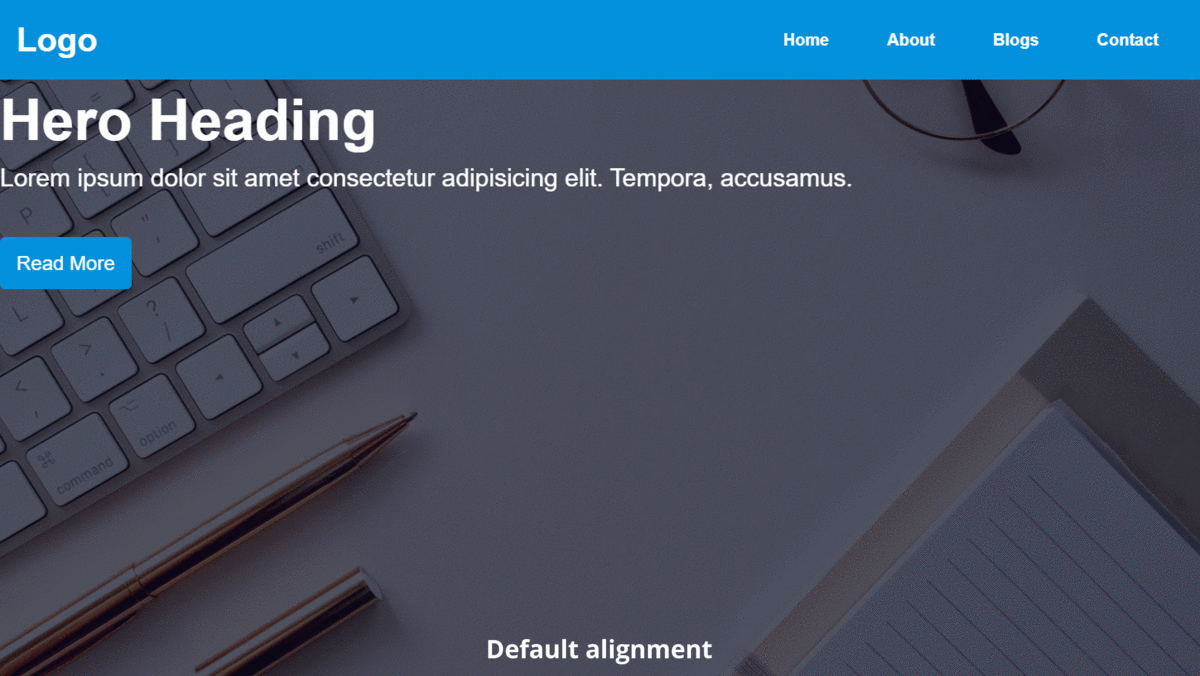 Logo
Home About Blogs Contact
Hero Heading
Lorem ipsum dolor sit amet consectetur adipisicing elit. Tempora, accusamus.
Read More
P
shift
L
?
/
>
.
<
,
option
command
Default alignment